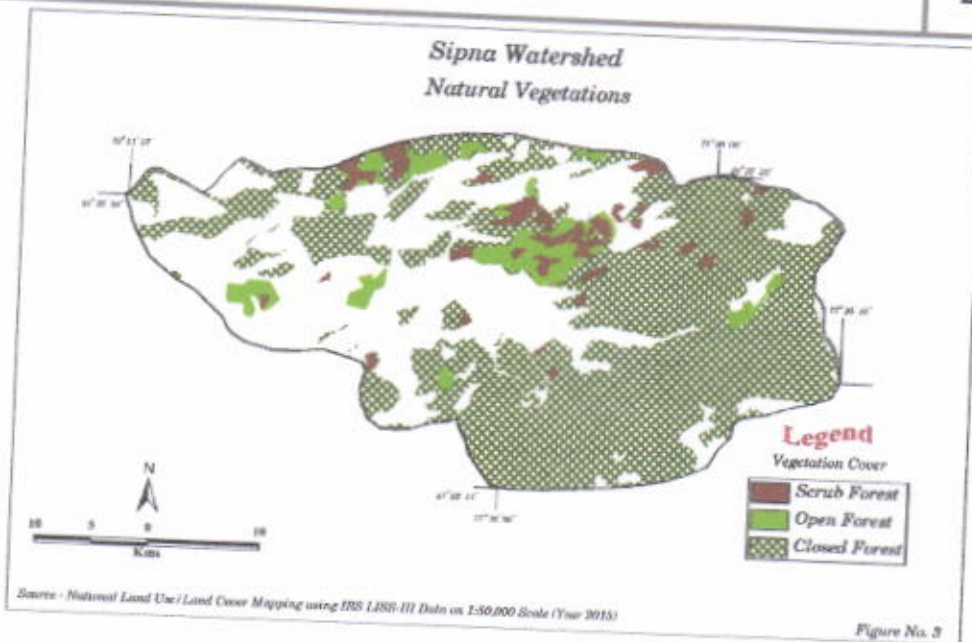 Sipna Watershed
Natural Vegetations
N
10 5 0 10
Kms
Legend
Vegetation Cover
Scrub Forest
Open Forest
Closed Forest
Source - National Land Use / Land Cover Mapping using IRS LISS-III Data on 1:50,000 Scale (Year 2015)
Figure No. 3